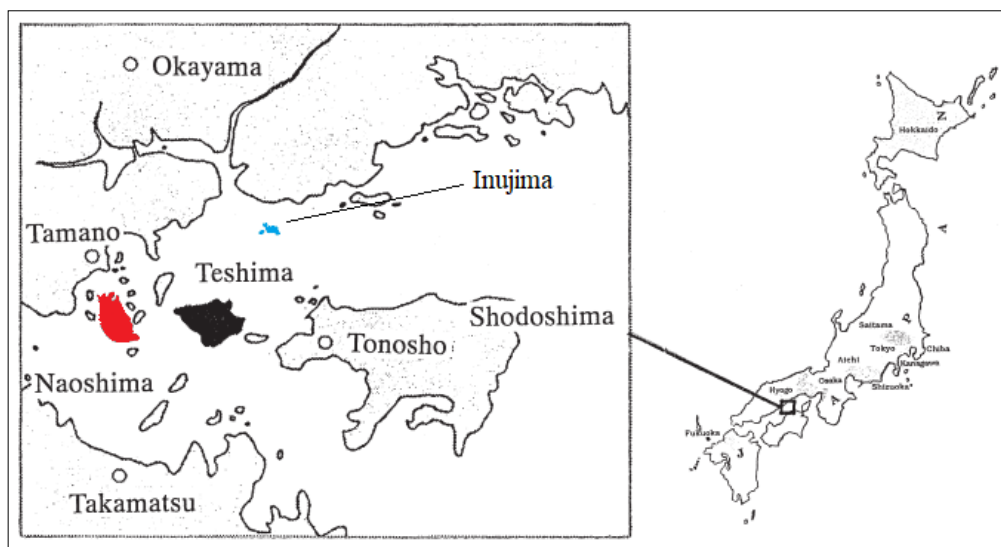 Okayama
Inujima
Tamano
Teshima
Shodoshima
Tonosho
Naoshima
Takamatsu
Hokkaido
N
A
P
Saitama
Tokyo
Chiba
Kanagawa
Aichi
Shizuoka
Osaka
Hyogo
A
Fukuoka
J